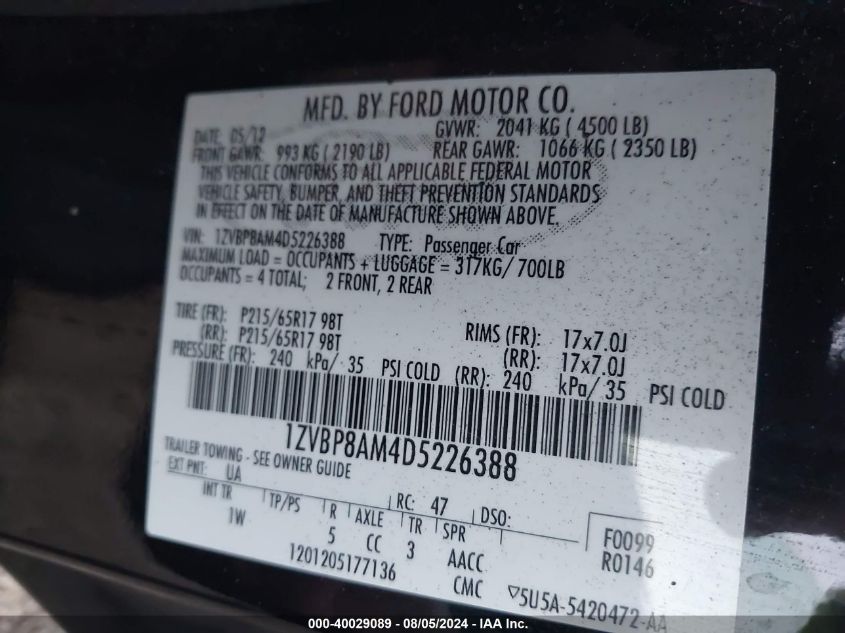 MFD. BY FORD MOTOR CO.
DATE: 05/12 GVWR: 2041 KG ( 4500 LB)
FRONT GAWR: 993 KG ( 2190 LB) REAR GAWR: 1066 KG ( 2350 LB)
THIS VEHICLE CONFORMS TO ALL APPLICABLE FEDERAL MOTOR
VEHICLE SAFETY, BUMPER, AND THEFT PREVENTION STANDARDS
IN EFFECT ON THE DATE OF MANUFACTURE SHOWN ABOVE.
VIN: 1ZVBP8AM4D5226388 TYPE: Passenger Car
MAXIMUM LOAD = OCCUPANTS + LUGGAGE = 317KG/ 700LB
OCCUPANTS = 4 TOTAL; 2 FRONT, 2 REAR
TIRE (FR): P215/65R17 98T RIMS (FR): 17x7.0J
(RR): P215/65R17 98T (RR): 17x7.0J
PRESSURE (FR): 240 kPa/ 35 PSI COLD (RR): 240 kPa/ 35 PSI COLD
1ZVBP8AM4D5226388
TRAILER TOWING - SEE OWNER GUIDE
EXT PNT: UA RC: 47 DSO:
INT TR TP/PS R AXLE TR SPR F0099
1W 5 CC 3 AACC R0146
1201205177136 CMC ▽5U5A-5420472-AA
000-40029089 - 08/05/2024 - IAA Inc.